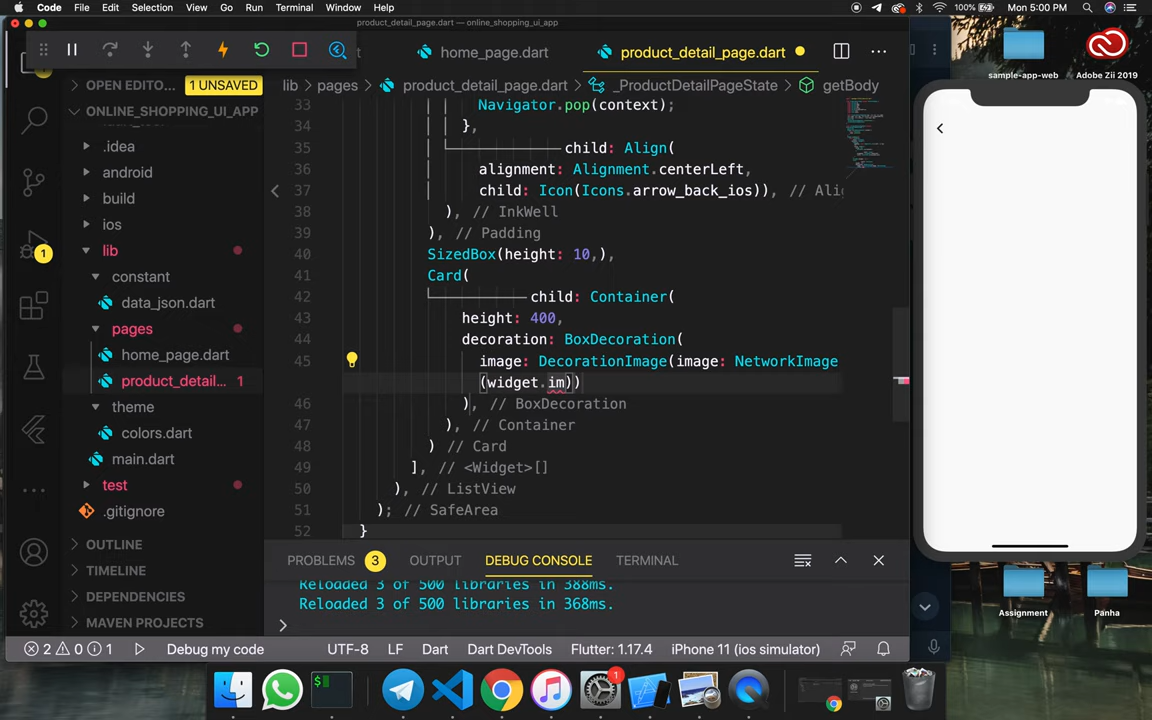 Code File Edit Selection View Go Run Terminal Window Help 100% Mon 5:00 PM
product_detail_page.dart — online_shopping_ui_app
home_page.dart product_detail_page.dart
OPEN EDITO... 1 UNSAVED
lib pages product_detail_page.dart _ProductDetailPageState getBody
ONLINE_SHOPPING_UI_APP
.idea
android
build
ios
lib
constant
data_json.dart
pages
home_page.dart
product_detail... 1
theme
colors.dart
main.dart
test
.gitignore
OUTLINE
TIMELINE
DEPENDENCIES
MAVEN PROJECTS
1
33 Navigator.pop(context);
34 },
35 child: Align(
36 alignment: Alignment.centerLeft,
37 child: Icon(Icons.arrow_back_ios)), // Ali
38 ), // InkWell
39 ), // Padding
40 SizedBox(height: 10,),
41 Card(
42 child: Container(
43 height: 400,
44 decoration: BoxDecoration(
45 image: DecorationImage(image: NetworkImage
(widget.im))
46 ), // BoxDecoration
47 ), // Container
48 ) // Card
49 ], // <Widget>[]
50 ), // ListView
51 ); // SafeArea
52 }
PROBLEMS 3 OUTPUT DEBUG CONSOLE TERMINAL
Reloaded 3 of 500 libraries in 388ms.
Reloaded 3 of 500 libraries in 368ms.
2 0 1 Debug my code UTF-8 LF Dart Dart DevTools Flutter: 1.17.4 iPhone 11 (ios simulator)
sample-app-web Adobe Zii 2019
Assignment Panha
1